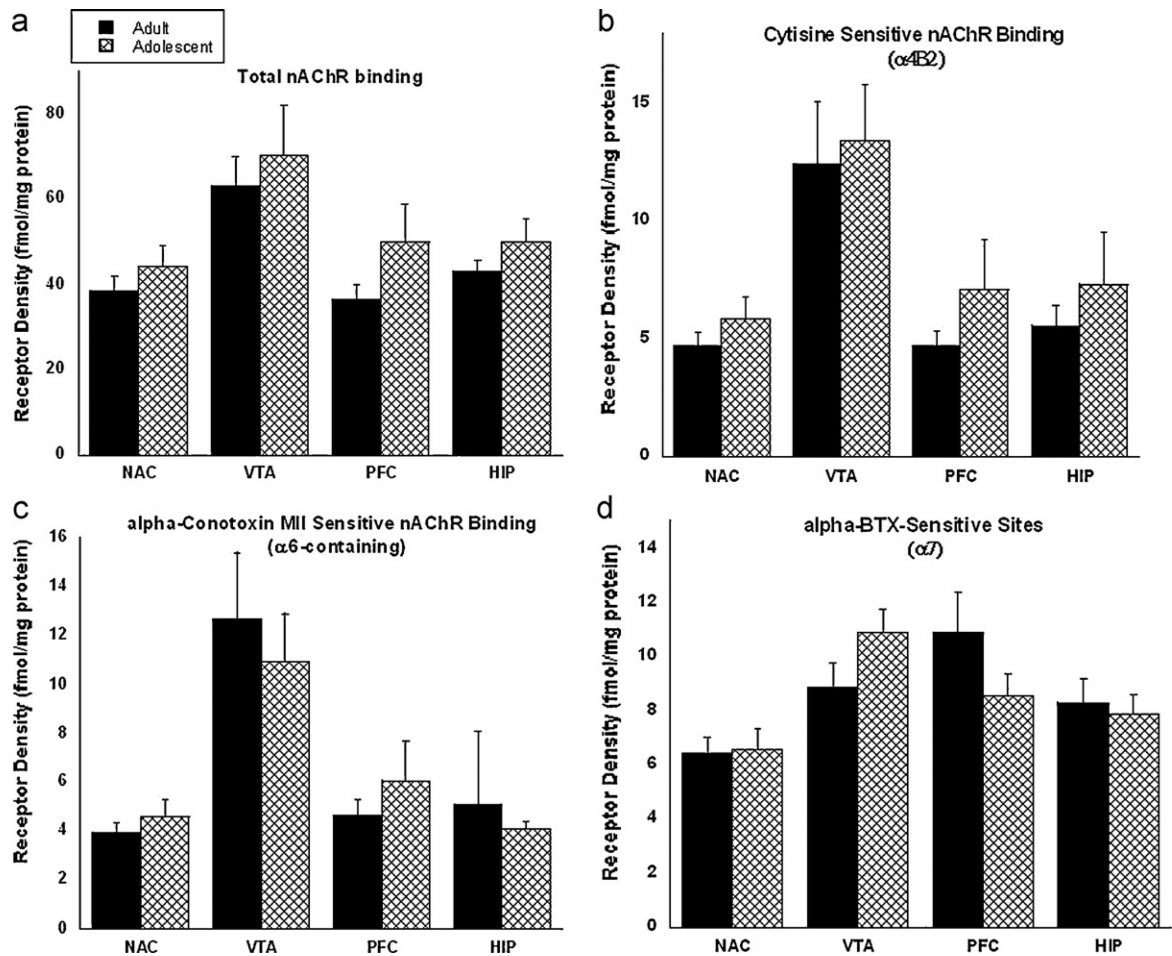 a
Adult
Adolescent
Total nAChR binding
Receptor Density (fmol/mg protein)
80
60
40
20
0
NAC VTA PFC HIP
b
Cytisine Sensitive nAChR Binding
(α4B2)
Receptor Density (fmol/mg protein)
15
10
5
0
NAC VTA PFC HIP
c
alpha-Conotoxin MII Sensitive nAChR Binding
(α6-containing)
Receptor Density (fmol/mg protein)
16
14
12
10
8
6
4
2
0
NAC VTA PFC HIP
d
alpha-BTX-Sensitive Sites
(α7)
Receptor Density (fmol/mg protein)
14
12
10
8
6
4
2
0
NAC VTA PFC HIP